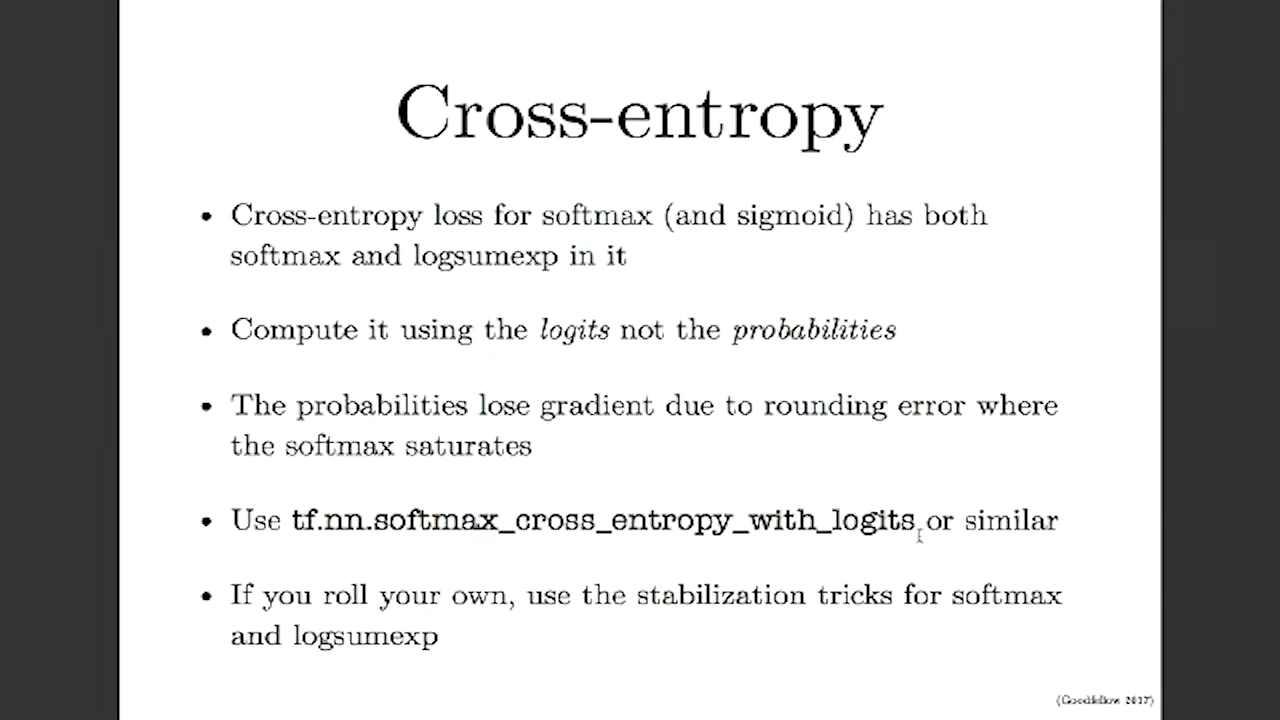 Cross-entropy
• Cross-entropy loss for softmax (and sigmoid) has both
softmax and logsumexp in it
• Compute it using the logits not the probabilities
• The probabilities lose gradient due to rounding error where
the softmax saturates
• Use tf.nn.softmax_cross_entropy_with_logits or similar
• If you roll your own, use the stabilization tricks for softmax
and logsumexp
(Goodfellow 2017)